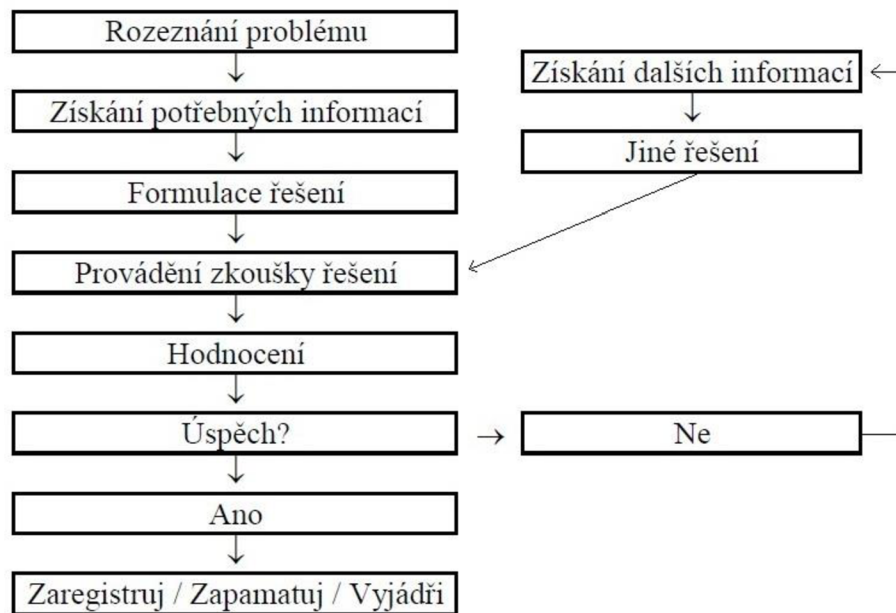 Rozeznání problému
Získání potřebných informací
Formulace řešení
Provádění zkoušky řešení
Hodnocení
Úspěch?
Ano
Zaregistruj / Zapamatuj / Vyjádři
Získání dalších informací
Jiné řešení
Ne